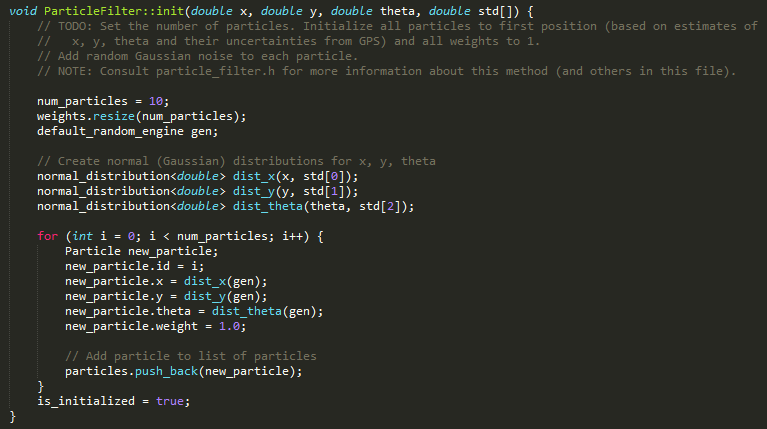 void ParticleFilter::init(double x, double y, double theta, double std[]) {
    // TODO: Set the number of particles. Initialize all particles to first position (based on estimates of
    //   x, y, theta and their uncertainties from GPS) and all weights to 1.
    // Add random Gaussian noise to each particle.
    // NOTE: Consult particle_filter.h for more information about this method (and others in this file).

    num_particles = 10;
    weights.resize(num_particles);
    default_random_engine gen;

    // Create normal (Gaussian) distributions for x, y, theta
    normal_distribution<double> dist_x(x, std[0]);
    normal_distribution<double> dist_y(y, std[1]);
    normal_distribution<double> dist_theta(theta, std[2]);

    for (int i = 0; i < num_particles; i++) {
        Particle new_particle;
        new_particle.id = i;
        new_particle.x = dist_x(gen);
        new_particle.y = dist_y(gen);
        new_particle.theta = dist_theta(gen);
        new_particle.weight = 1.0;

        // Add particle to list of particles
        particles.push_back(new_particle);
    }
    is_initialized = true;
}